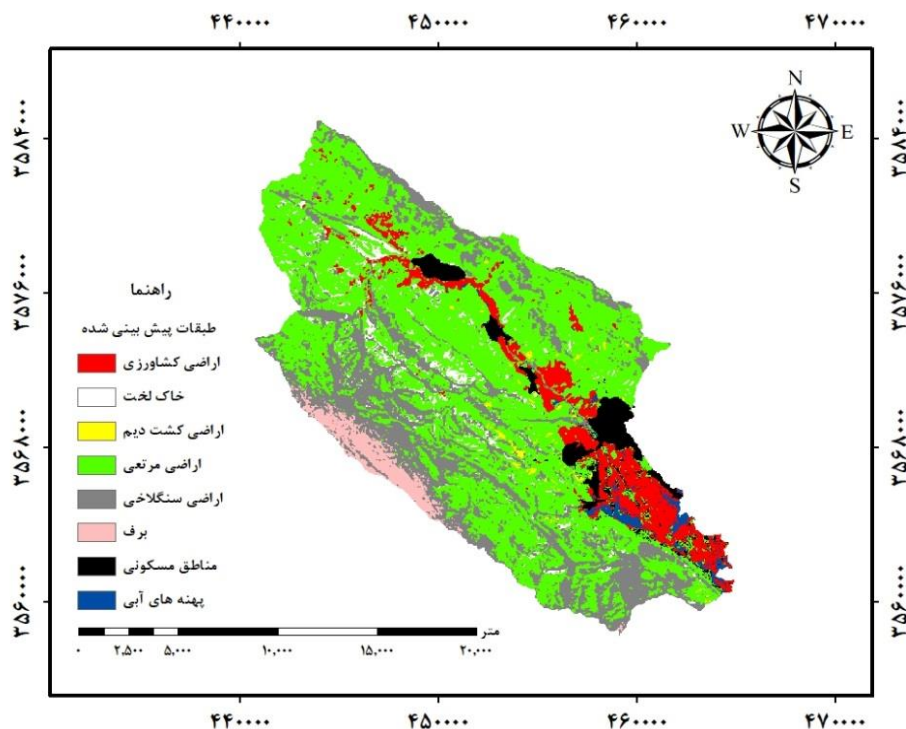 ۴۴۰۰۰۰ ۴۵۰۰۰۰ ۴۶۰۰۰۰ ۴۷۰۰۰۰
N
W E
S
۳۵۸۴۰۰۰ ۳۵۸۴۰۰۰
۳۵۷۶۰۰۰ ۳۵۷۶۰۰۰
راهنما
طبقات پیش بینی شده
اراضی کشاورزی
خاک لخت
اراضی کشت دیم
۳۵۶۸۰۰۰ ۳۵۶۸۰۰۰
اراضی مرتعی
اراضی سنگلاخی
برف
مناطق مسکونی
پهنه های آبی
۳۵۶۰۰۰۰ ۳۵۶۰۰۰۰
متر
۰ ۲,۵۰۰ ۵,۰۰۰ ۱۰,۰۰۰ ۱۵,۰۰۰ ۲۰,۰۰۰
۴۴۰۰۰۰ ۴۵۰۰۰۰ ۴۶۰۰۰۰ ۴۷۰۰۰۰